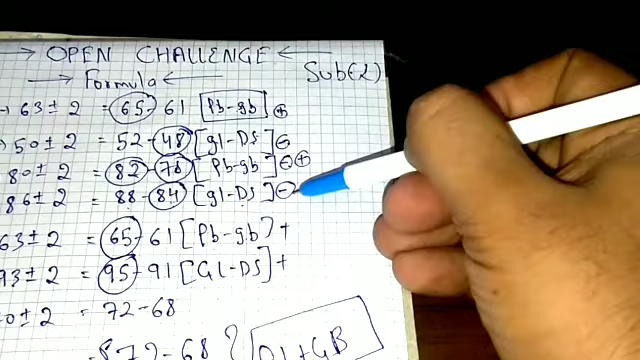 → OPEN CHALLENGE ←
→ Formula ←
Sub(2)
63 ± 2 = 65 - 61 [Pb-gb] +
50 ± 2 = 52 - 48 [gl-DS] -
80 ± 2 = 82 - 78 [Pb-gb] - +
86 ± 2 = 88 - 84 [gl-DS] -
63 ± 2 = 65 - 61 [Pb-gb] +
93 ± 2 = 95 - 91 [Gl-DS] +
0 ± 2 = 72 - 68
72 - 68